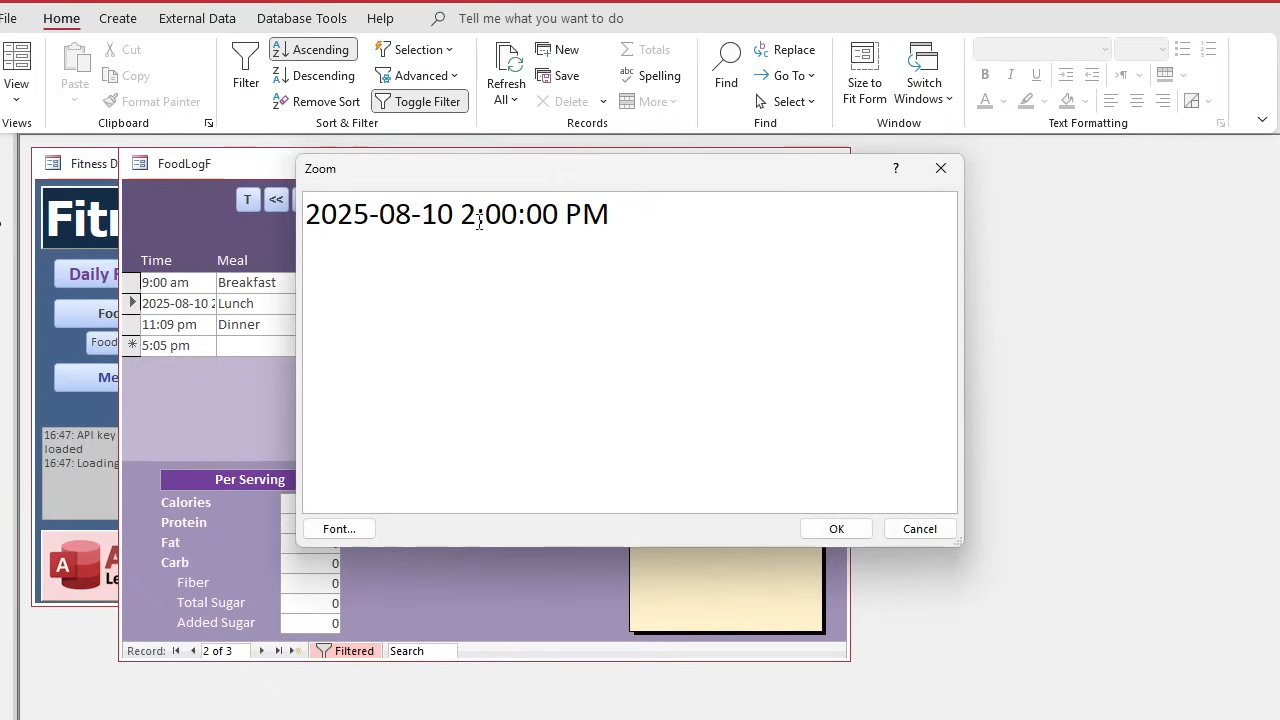 File Home Create External Data Database Tools Help Tell me what you want to do
View
Views
Paste
Cut
Copy
Format Painter
Clipboard
Filter
Ascending
Descending
Remove Sort
Selection
Advanced
Toggle Filter
Sort & Filter
Refresh
All
New
Save
Delete
Totals
Spelling
More
Records
Find
Replace
Go To
Select
Find
Size to
Fit Form
Switch
Windows
Window
B I U
A
Text Formatting
Fitness D
FoodLogF
Zoom
?
T <<
2025-08-10 2:00:00 PM
Fitn
Daily F
Time Meal
9:00 am Breakfast
2025-08-10 2 Lunch
11:09 pm Dinner
5:05 pm
Foo
Food
Me
16:47: API key
loaded
16:47: Loading
Per Serving
Calories
Protein
Fat
Carb 0
Fiber 0
Total Sugar 0
Added Sugar 0
Font... OK Cancel
A
Le
Record: 2 of 3 Filtered Search